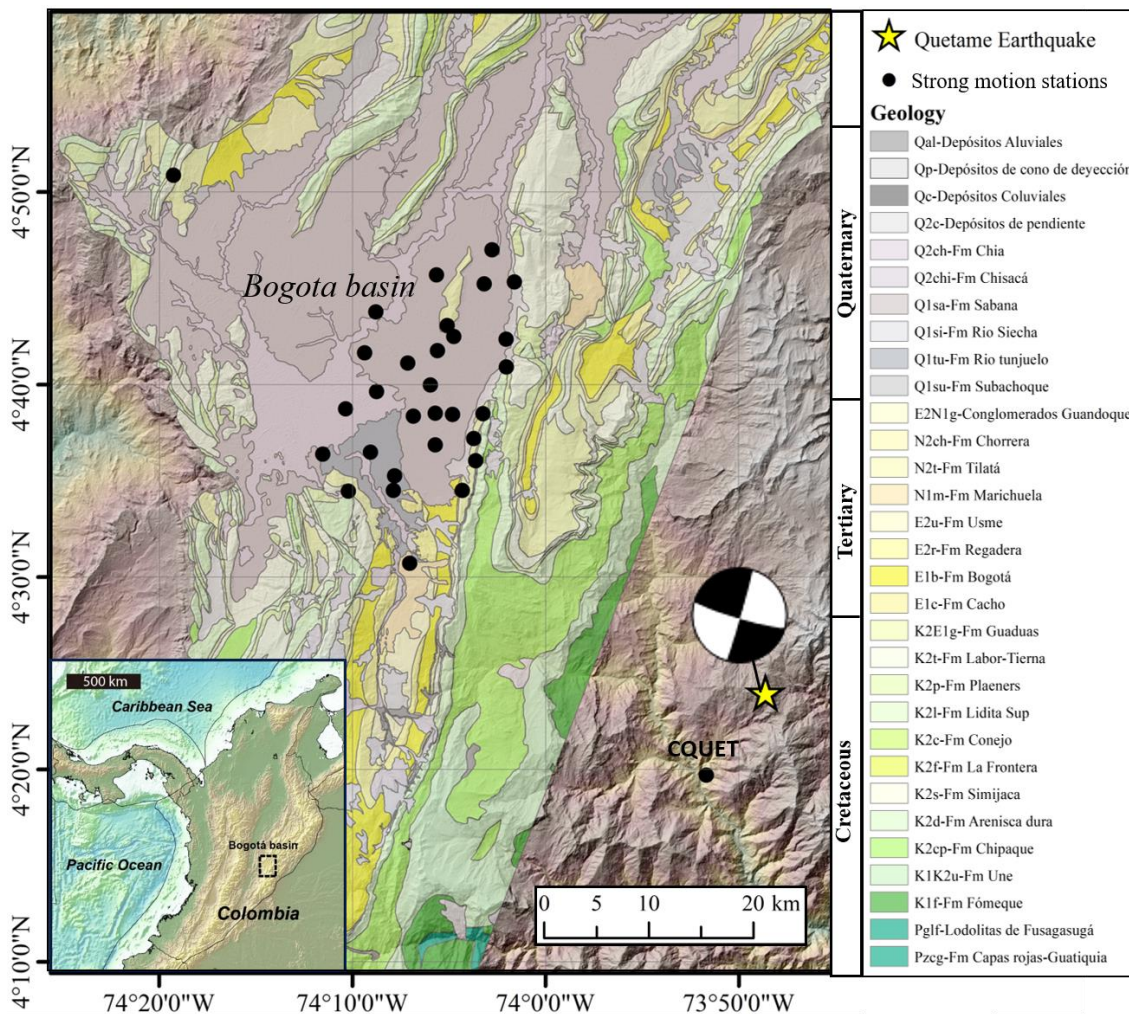 4°50'0"N
4°40'0"N
4°30'0"N
4°20'0"N
4°10'0"N
Bogota basin
CQUET
0 5 10 20 km
500 km
Caribbean Sea
Pacific Ocean
Bogotá basin
Colombia
74°20'0"W 74°10'0"W 74°0'0"W 73°50'0"W
Quaternary
Tertiary
Cretaceous
Quetame Earthquake
Strong motion stations
Geology
Qal-Depósitos Aluviales
Qp-Depósitos de cono de deyección
Qc-Depósitos Coluviales
Q2c-Depósitos de pendiente
Q2ch-Fm Chia
Q2chi-Fm Chisacá
Q1sa-Fm Sabana
Q1si-Fm Rio Siecha
Q1tu-Fm Rio tunjuelo
Q1su-Fm Subachoque
E2N1g-Conglomerados Guandoque
N2ch-Fm Chorrera
N2t-Fm Tilatá
N1m-Fm Marichuela
E2u-Fm Usme
E2r-Fm Regadera
E1b-Fm Bogotá
E1c-Fm Cacho
K2E1g-Fm Guaduas
K2t-Fm Labor-Tierna
K2p-Fm Plaeners
K2l-Fm Lidita Sup
K2c-Fm Conejo
K2f-Fm La Frontera
K2s-Fm Simijaca
K2d-Fm Arenisca dura
K2cp-Fm Chipaque
K1K2u-Fm Une
K1f-Fm Fómeque
Pglf-Lodolitas de Fusagasugá
Pzcg-Fm Capas rojas-Guatiquia